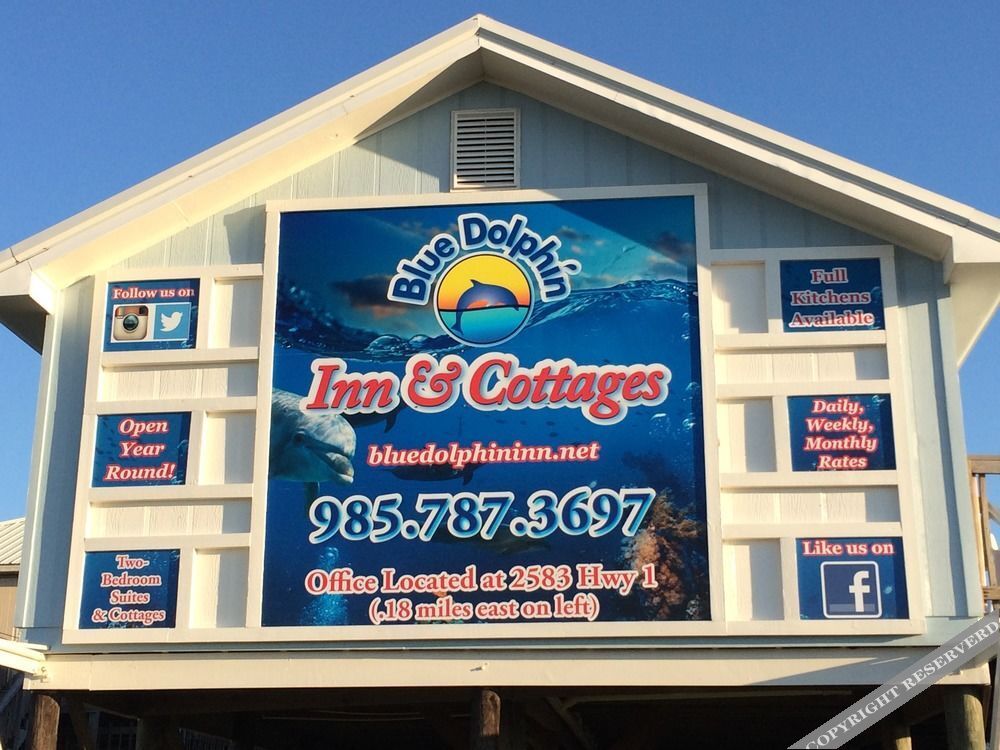 Blue Dolphin
Inn & Cottages
bluedolphininn.net
985.787.3697
Office Located at 2583 Hwy 1
(.18 miles east on left)
Follow us on
Open
Year
Round!
Two-
Bedroom
Suites
& Cottages
Full
Kitchens
Available
Daily,
Weekly,
Monthly
Rates
Like us on
f
COPYRIGHT RESERVERD